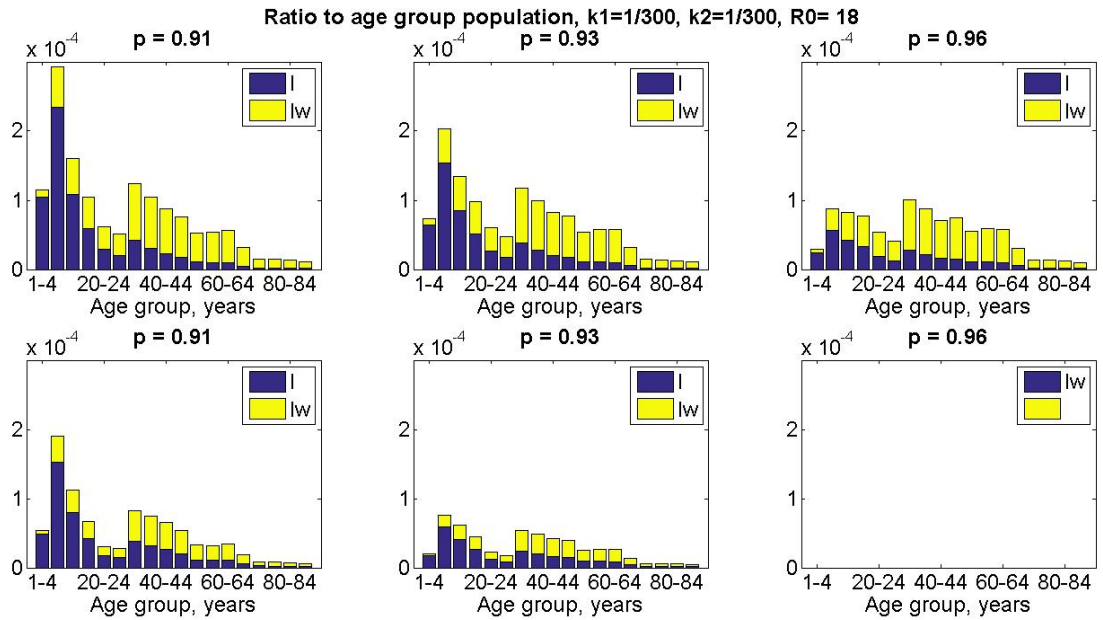 Ratio to age group population, k1=1/300, k2=1/300, R0= 18
p = 0.91
x 10^-4
2
1
0
I
Iw
1-4 20-24 40-44 60-64 80-84
Age group, years
p = 0.93
x 10^-4
2
1
0
I
Iw
1-4 20-24 40-44 60-64 80-84
Age group, years
p = 0.96
x 10^-4
2
1
0
I
Iw
1-4 20-24 40-44 60-64 80-84
Age group, years
p = 0.91
x 10^-4
2
1
0
I
Iw
1-4 20-24 40-44 60-64 80-84
Age group, years
p = 0.93
x 10^-4
2
1
0
I
Iw
1-4 20-24 40-44 60-64 80-84
Age group, years
p = 0.96
x 10^-4
2
1
0
Iw
1-4 20-24 40-44 60-64 80-84
Age group, years